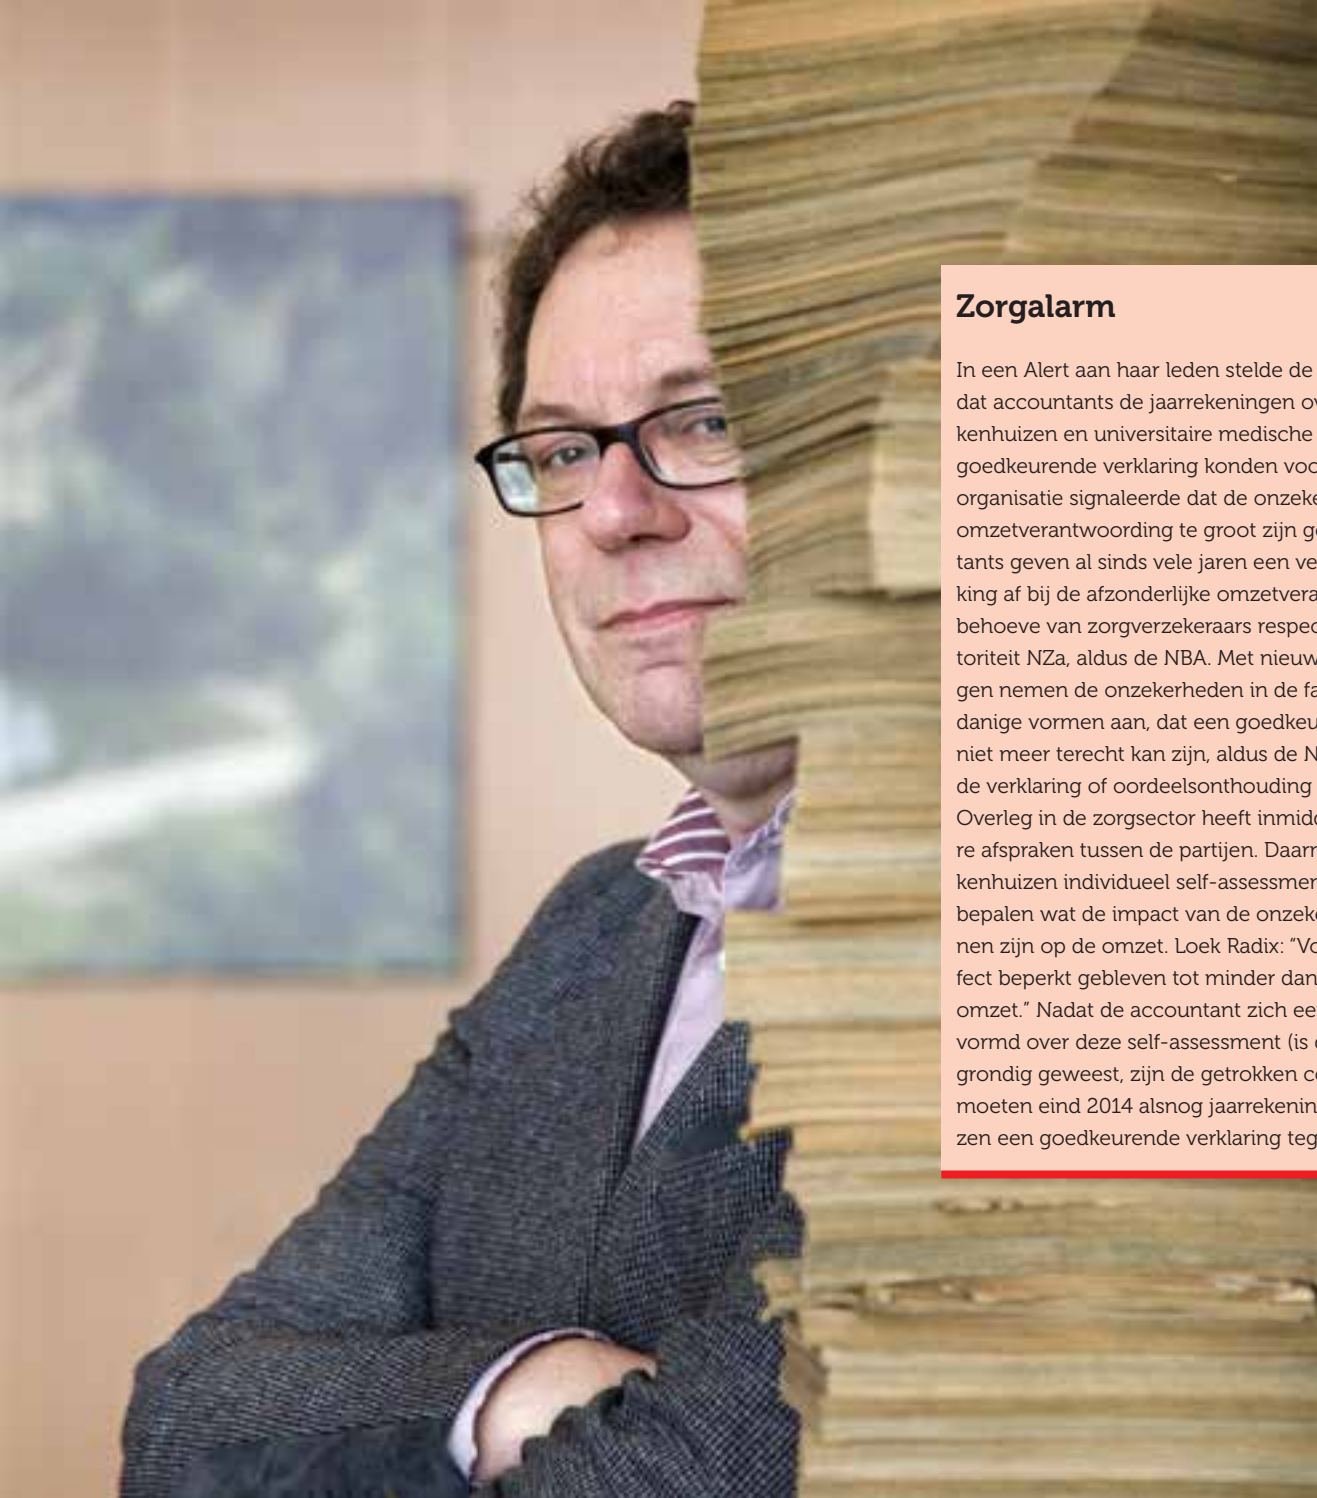 Zorgalarm
In een Alert aan haar leden stelde de
dat accountants de jaarrekeningen ov
kenhuizen en universitaire medische
goedkeurende verklaring konden voo
organisatie signaleerde dat de onzeke
omzetverantwoording te groot zijn ge
tants geven al sinds vele jaren een ve
king af bij de afzonderlijke omzetvera
behoeve van zorgverzekeraars respec
toriteit NZa, aldus de NBA. Met nieuw
gen nemen de onzekerheden in de fa
danige vormen aan, dat een goedkeu
niet meer terecht kan zijn, aldus de N
de verklaring of oordeelsonthouding
Overleg in de zorgsector heeft inmidd
re afspraken tussen de partijen. Daarn
kenhuizen individueel self-assessmen
bepalen wat de impact van de onzeke
nen zijn op de omzet. Loek Radix: “Vo
fect beperkt gebleven tot minder dan
omzet.” Nadat de accountant zich ee
vormd over deze self-assessment (is d
grondig geweest, zijn de getrokken co
moeten eind 2014 alsnog jaarrekenin
zen een goedkeurende verklaring teg